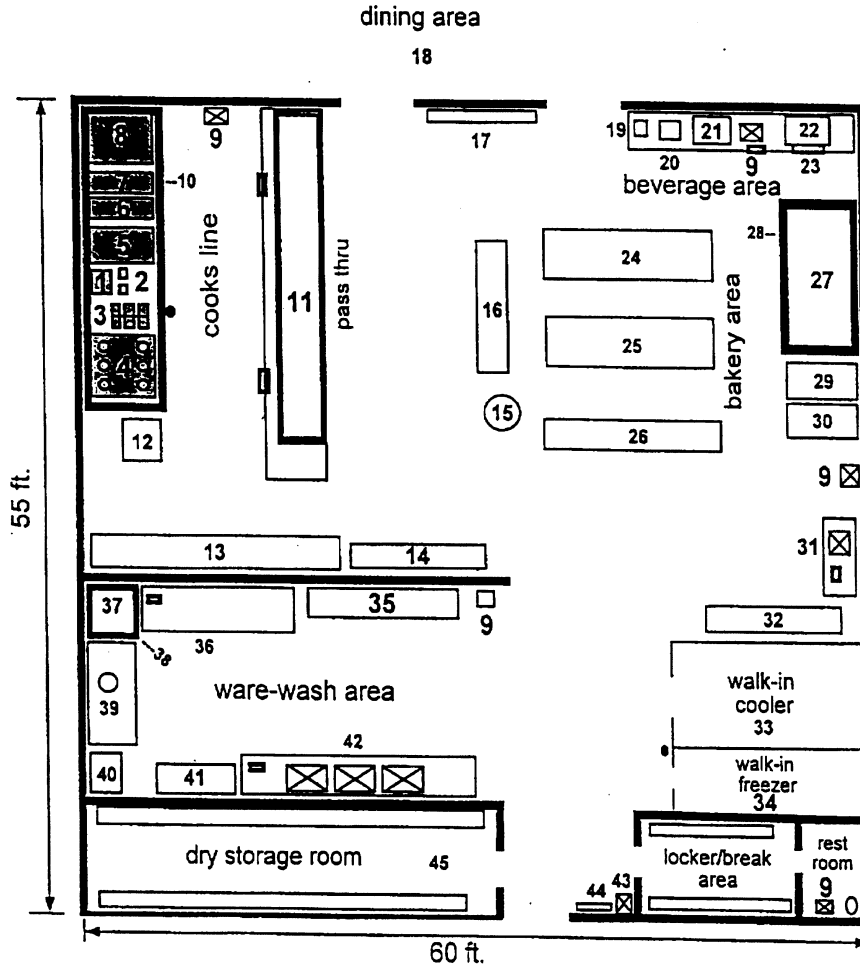 dining area
18
8
9
17
19
21
22
20
9
23
beverage area
7
--10
6
28--
24
5
cooks line
1
2
11
pass thru
16
27
3
25
bakery area
4
29
15
30
12
26
9
55 ft.
31
13
14
37
35
9
32
36
--38
39
ware-wash area
walk-in
cooler
33
42
40
41
walk-in
freezer
34
dry storage room
45
locker/break
area
rest
room
9
44
43
60 ft.